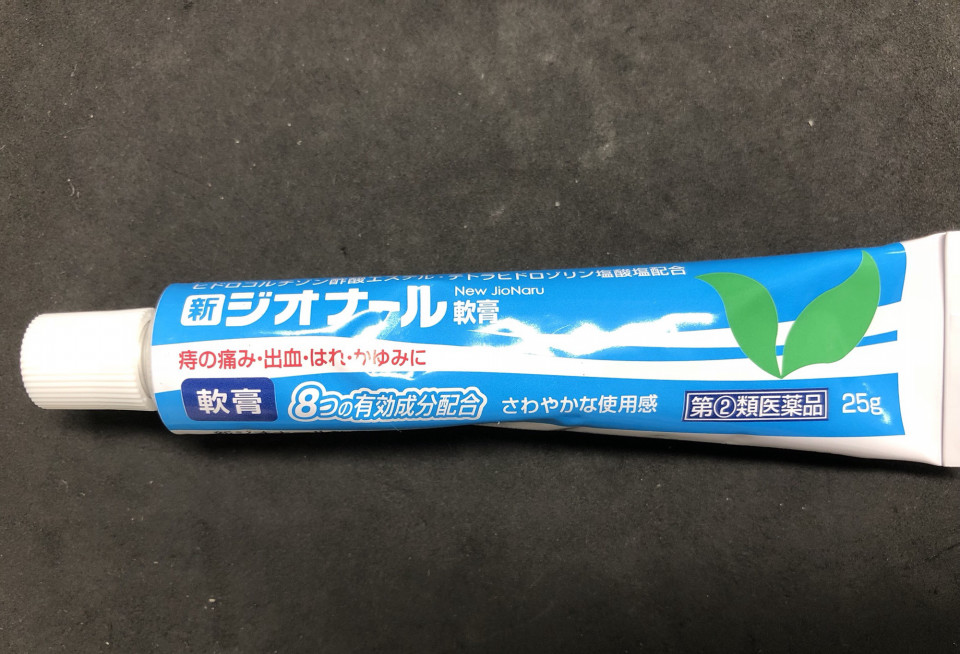 ヒドロコルチゾン酢酸エステル・テトラヒドロゾリン塩酸塩配合
新ジオナール軟膏
New JioNaru
痔の痛み・出血・はれ・かゆみに
軟膏
8つの有効成分配合
さわやかな使用感
第②類医薬品
25g